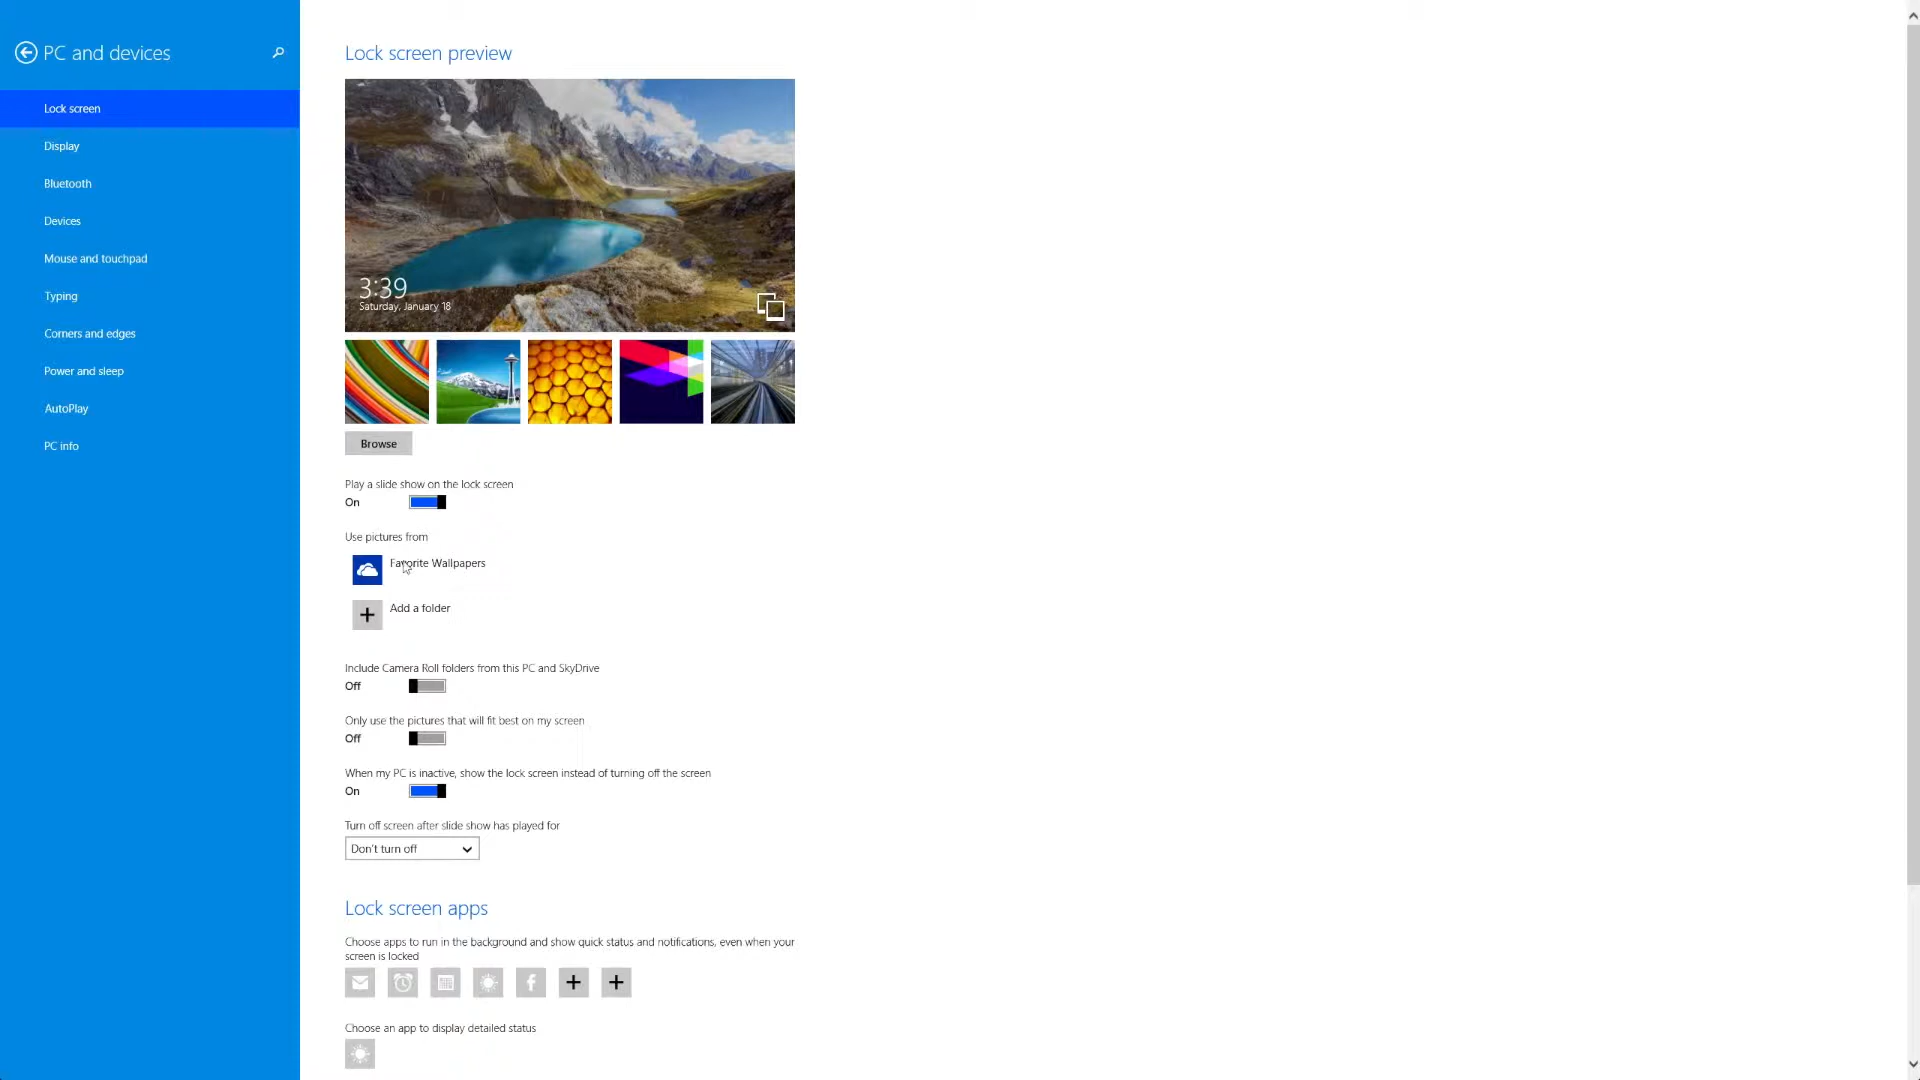 PC and devices
Lock screen
Display
Bluetooth
Devices
Mouse and touchpad
Typing
Corners and edges
Power and sleep
AutoPlay
PC info
Lock screen preview
3:39
Saturday, January 18
Browse
Play a slide show on the lock screen
On
Use pictures from
Favorite Wallpapers
Add a folder
Include Camera Roll folders from this PC and SkyDrive
Off
Only use the pictures that will fit best on my screen
Off
When my PC is inactive, show the lock screen instead of turning off the screen
On
Turn off screen after slide show has played for
Don't turn off
Lock screen apps
Choose apps to run in the background and show quick status and notifications, even when your
screen is locked
Choose an app to display detailed status